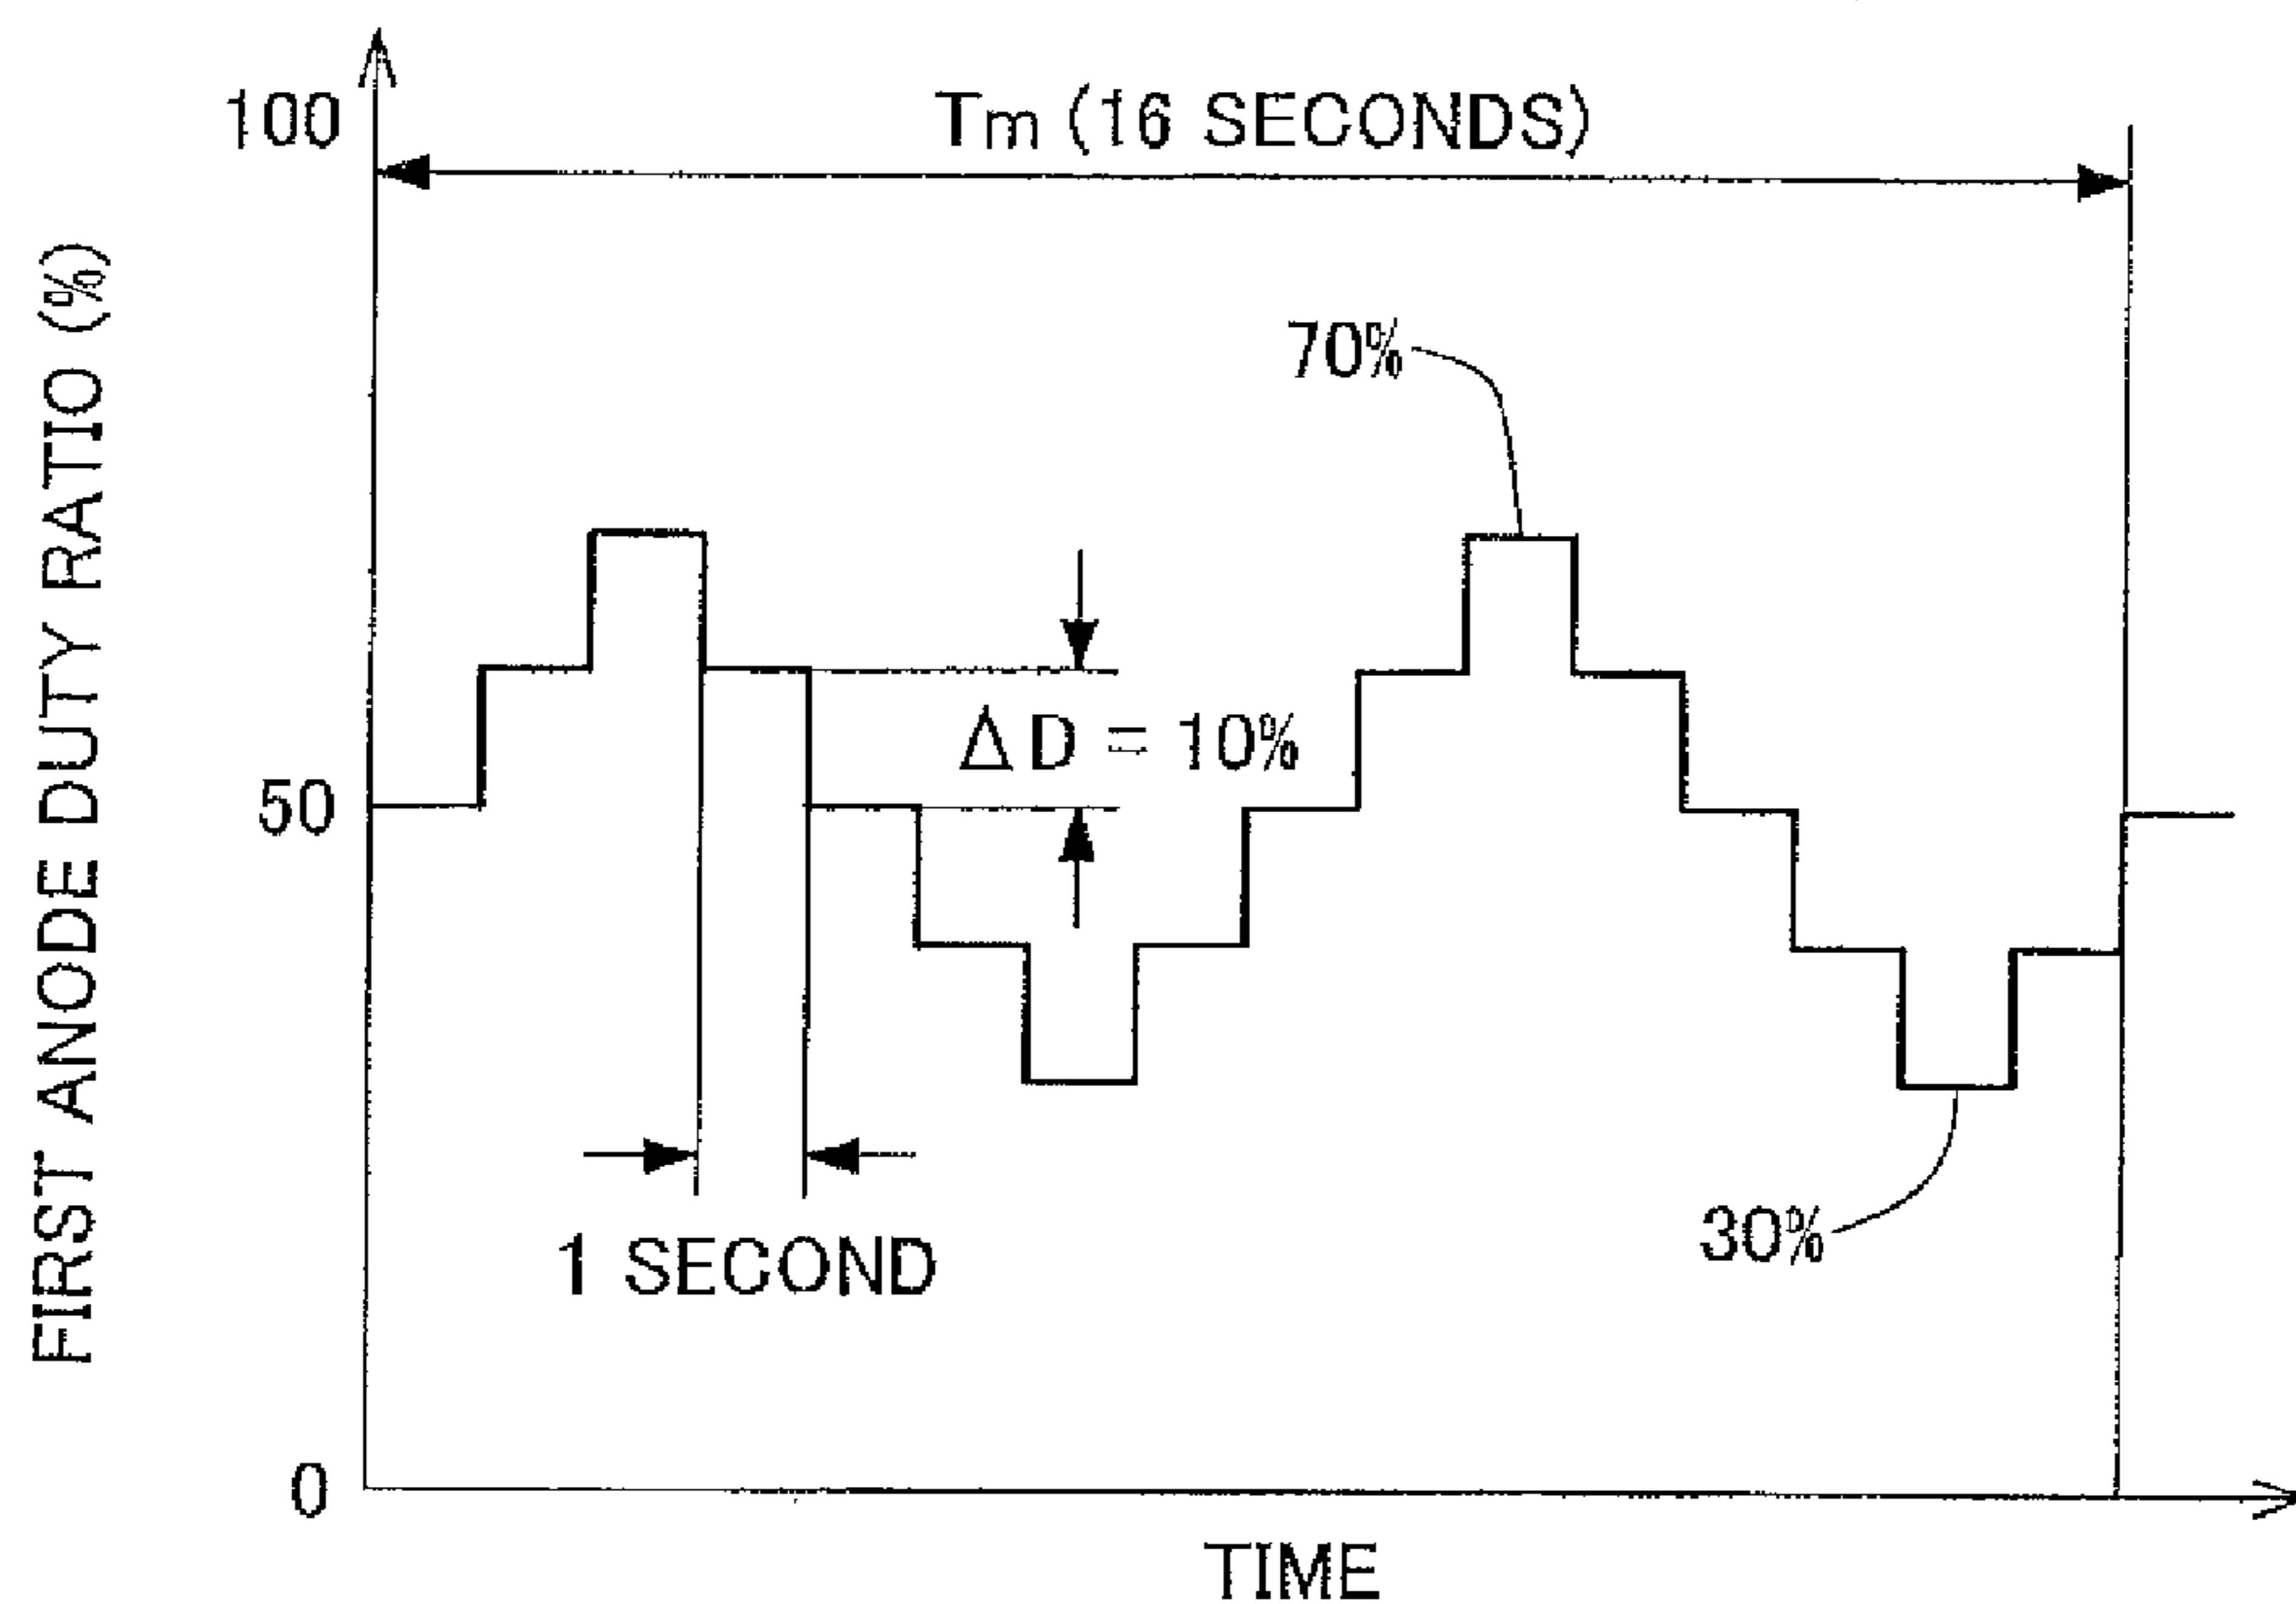 100
Tm (16 SECONDS)
FIRST ANODE DUTY RATIO (%)
70%
ΔD = 10%
50
1 SECOND
30%
0
TIME